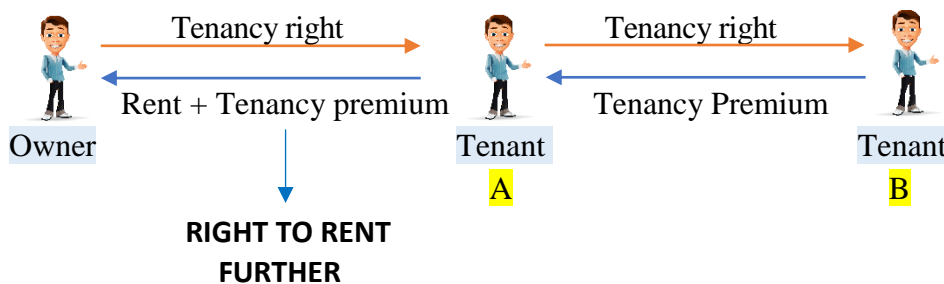 Tenancy right
Tenancy right
Rent + Tenancy premium
Tenancy Premium
Owner
Tenant
Tenant
A
B
RIGHT TO RENT
FURTHER